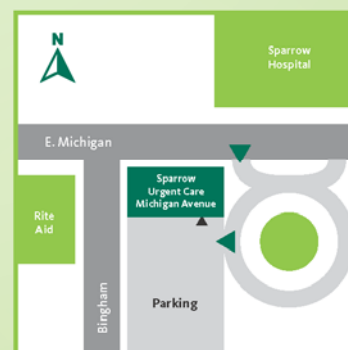 N
Sparrow
Hospital
E. Michigan
Sparrow
Urgent Care
Michigan Avenue
Rite
Aid
Bingham
Parking